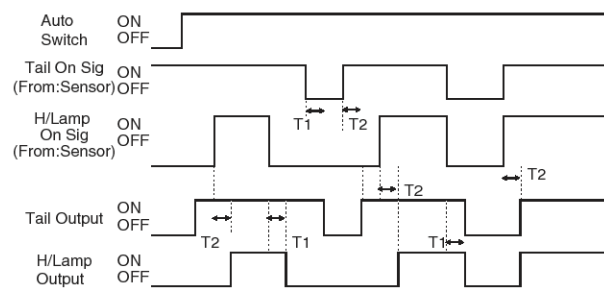 Auto
Switch
ON
OFF
Tail On Sig
(From:Sensor)
ON
OFF
T1
T2
H/Lamp
On Sig
(From:Sensor)
ON
OFF
T2
T2
Tail Output
ON
OFF
T2
T1
T1
H/Lamp
Output
ON
OFF